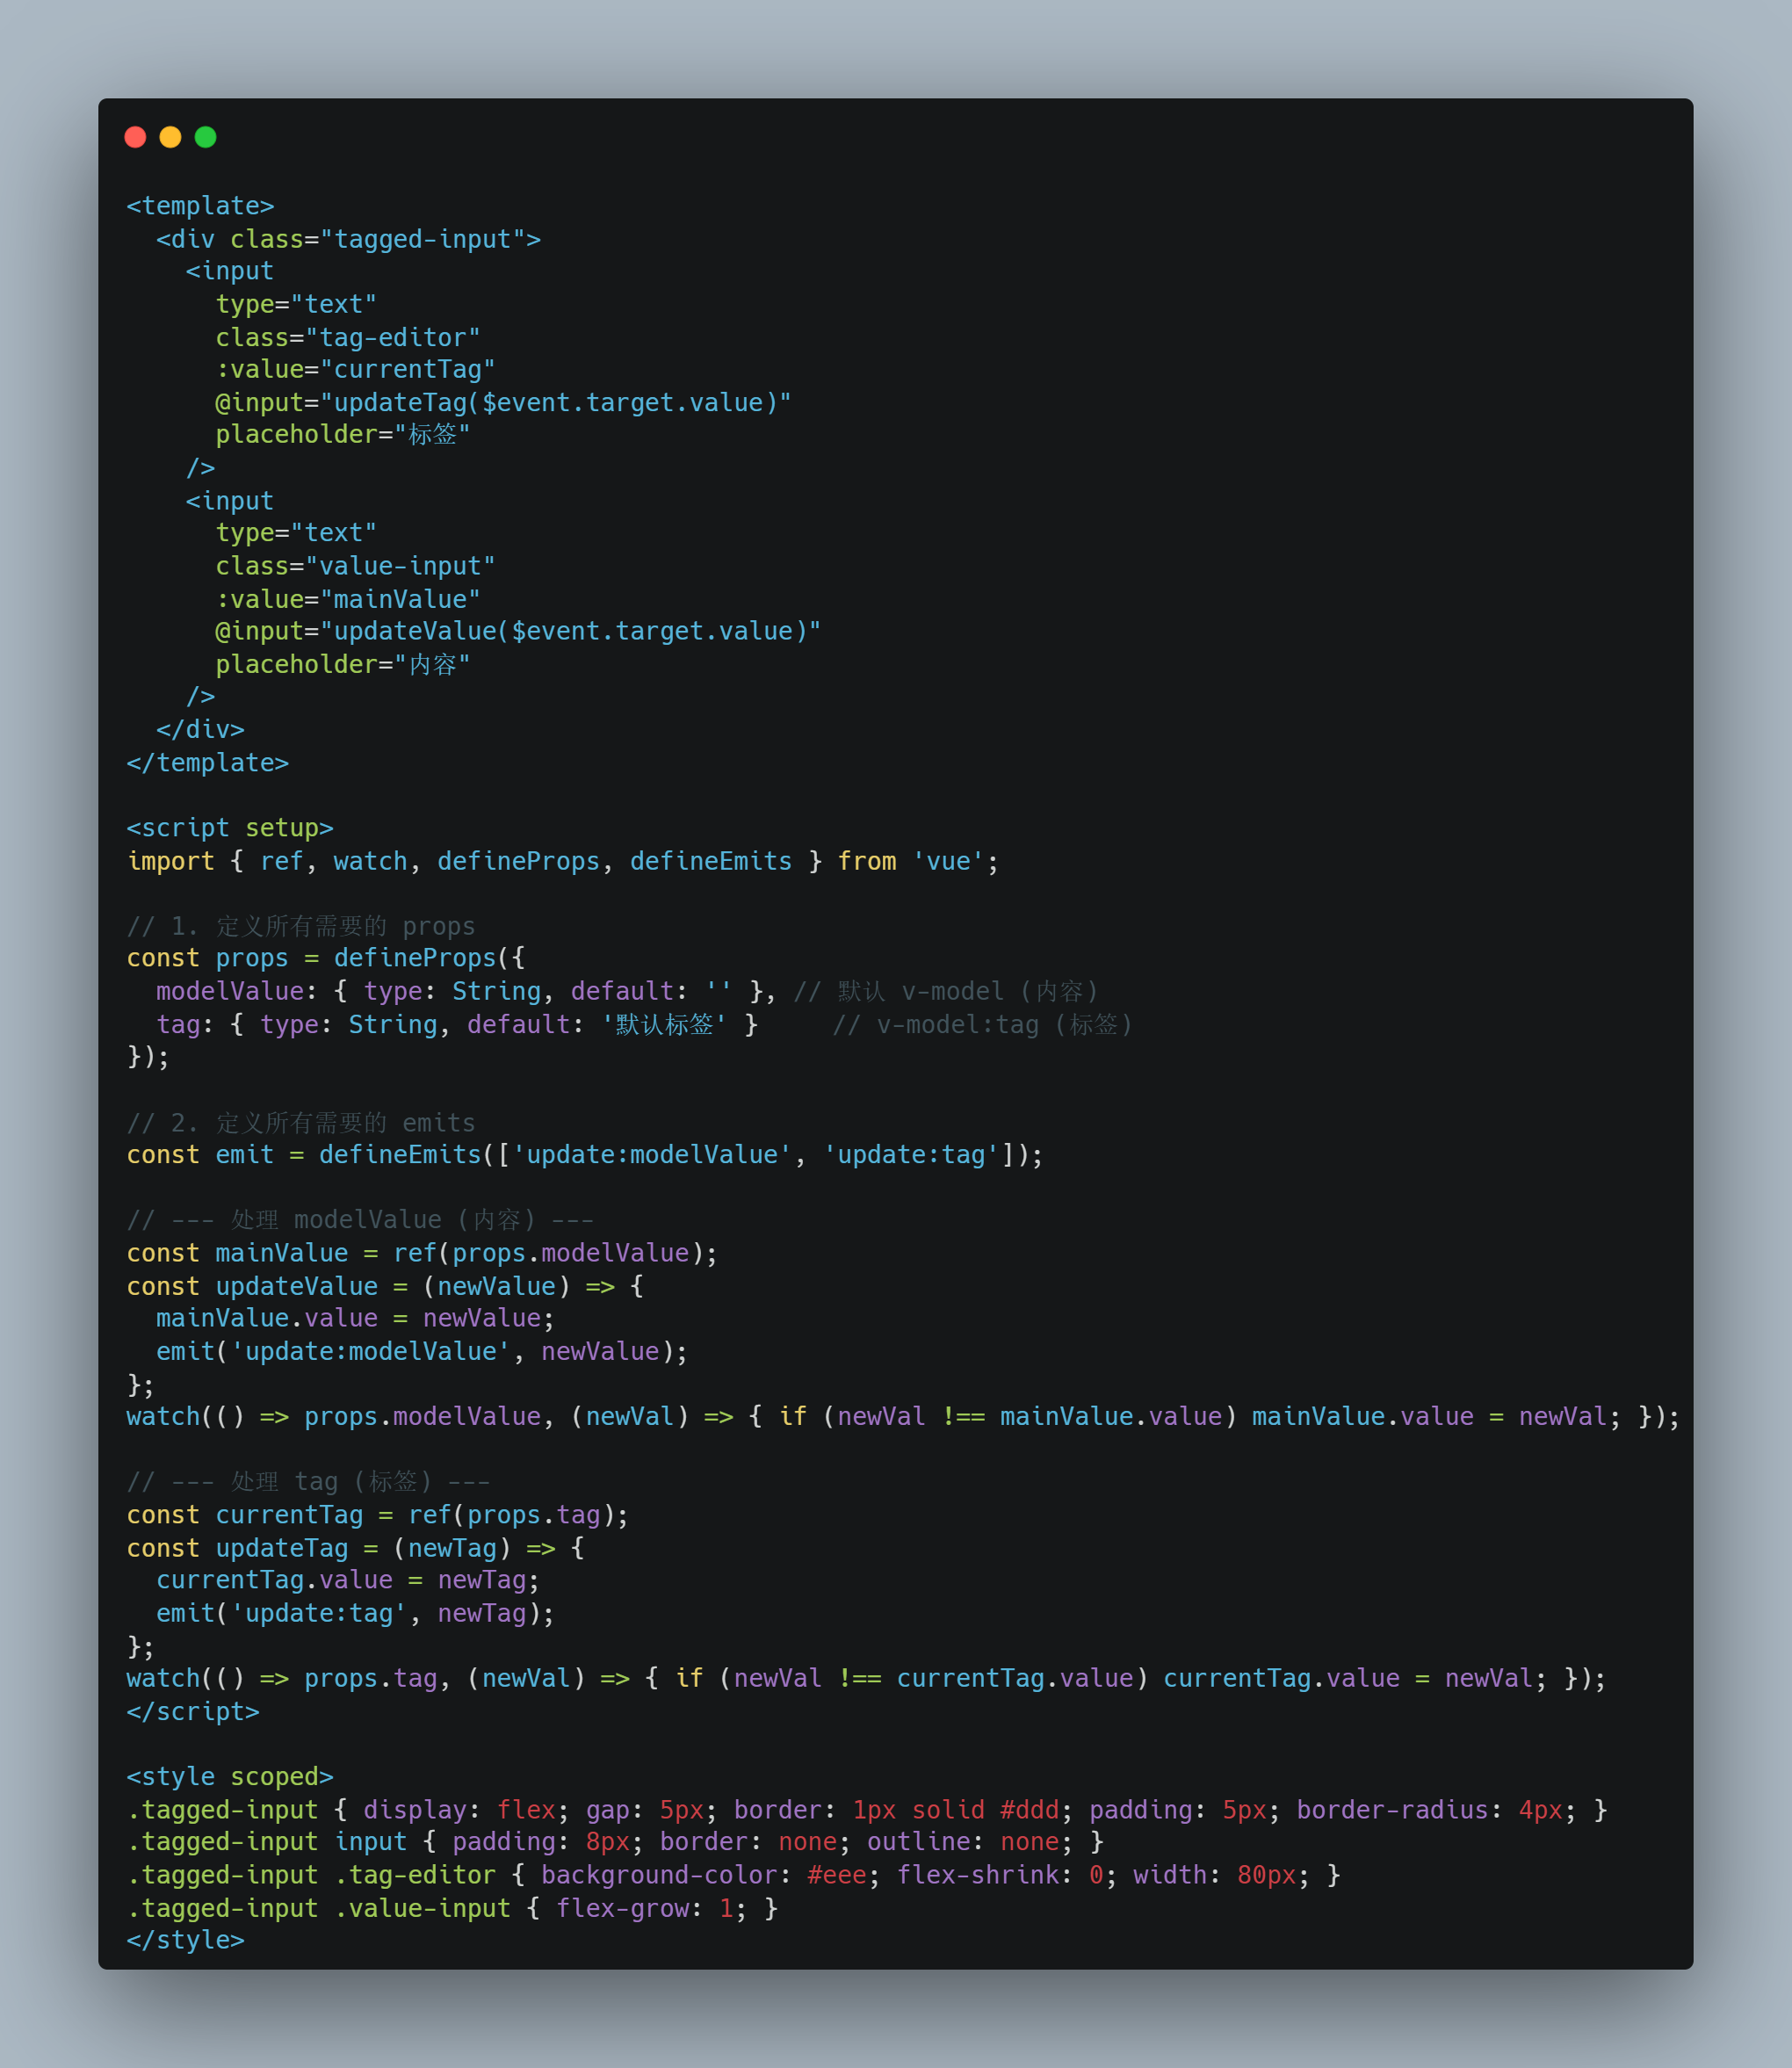 <template>
  <div class="tagged-input">
    <input
      type="text"
      class="tag-editor"
      :value="currentTag"
      @input="updateTag($event.target.value)"
      placeholder="标签"
    />
    <input
      type="text"
      class="value-input"
      :value="mainValue"
      @input="updateValue($event.target.value)"
      placeholder="内容"
    />
  </div>
</template>

<script setup>
import { ref, watch, defineProps, defineEmits } from 'vue';

// 1. 定义所有需要的 props
const props = defineProps({
  modelValue: { type: String, default: '' }, // 默认 v-model (内容)
  tag: { type: String, default: '默认标签' }     // v-model:tag (标签)
});

// 2. 定义所有需要的 emits
const emit = defineEmits(['update:modelValue', 'update:tag']);

// --- 处理 modelValue (内容) ---
const mainValue = ref(props.modelValue);
const updateValue = (newValue) => {
  mainValue.value = newValue;
  emit('update:modelValue', newValue);
};
watch(() => props.modelValue, (newVal) => { if (newVal !== mainValue.value) mainValue.value = newVal; });

// --- 处理 tag (标签) ---
const currentTag = ref(props.tag);
const updateTag = (newTag) => {
  currentTag.value = newTag;
  emit('update:tag', newTag);
};
watch(() => props.tag, (newVal) => { if (newVal !== currentTag.value) currentTag.value = newVal; });
</script>

<style scoped>
.tagged-input { display: flex; gap: 5px; border: 1px solid #ddd; padding: 5px; border-radius: 4px; }
.tagged-input input { padding: 8px; border: none; outline: none; }
.tagged-input .tag-editor { background-color: #eee; flex-shrink: 0; width: 80px; }
.tagged-input .value-input { flex-grow: 1; }
</style>